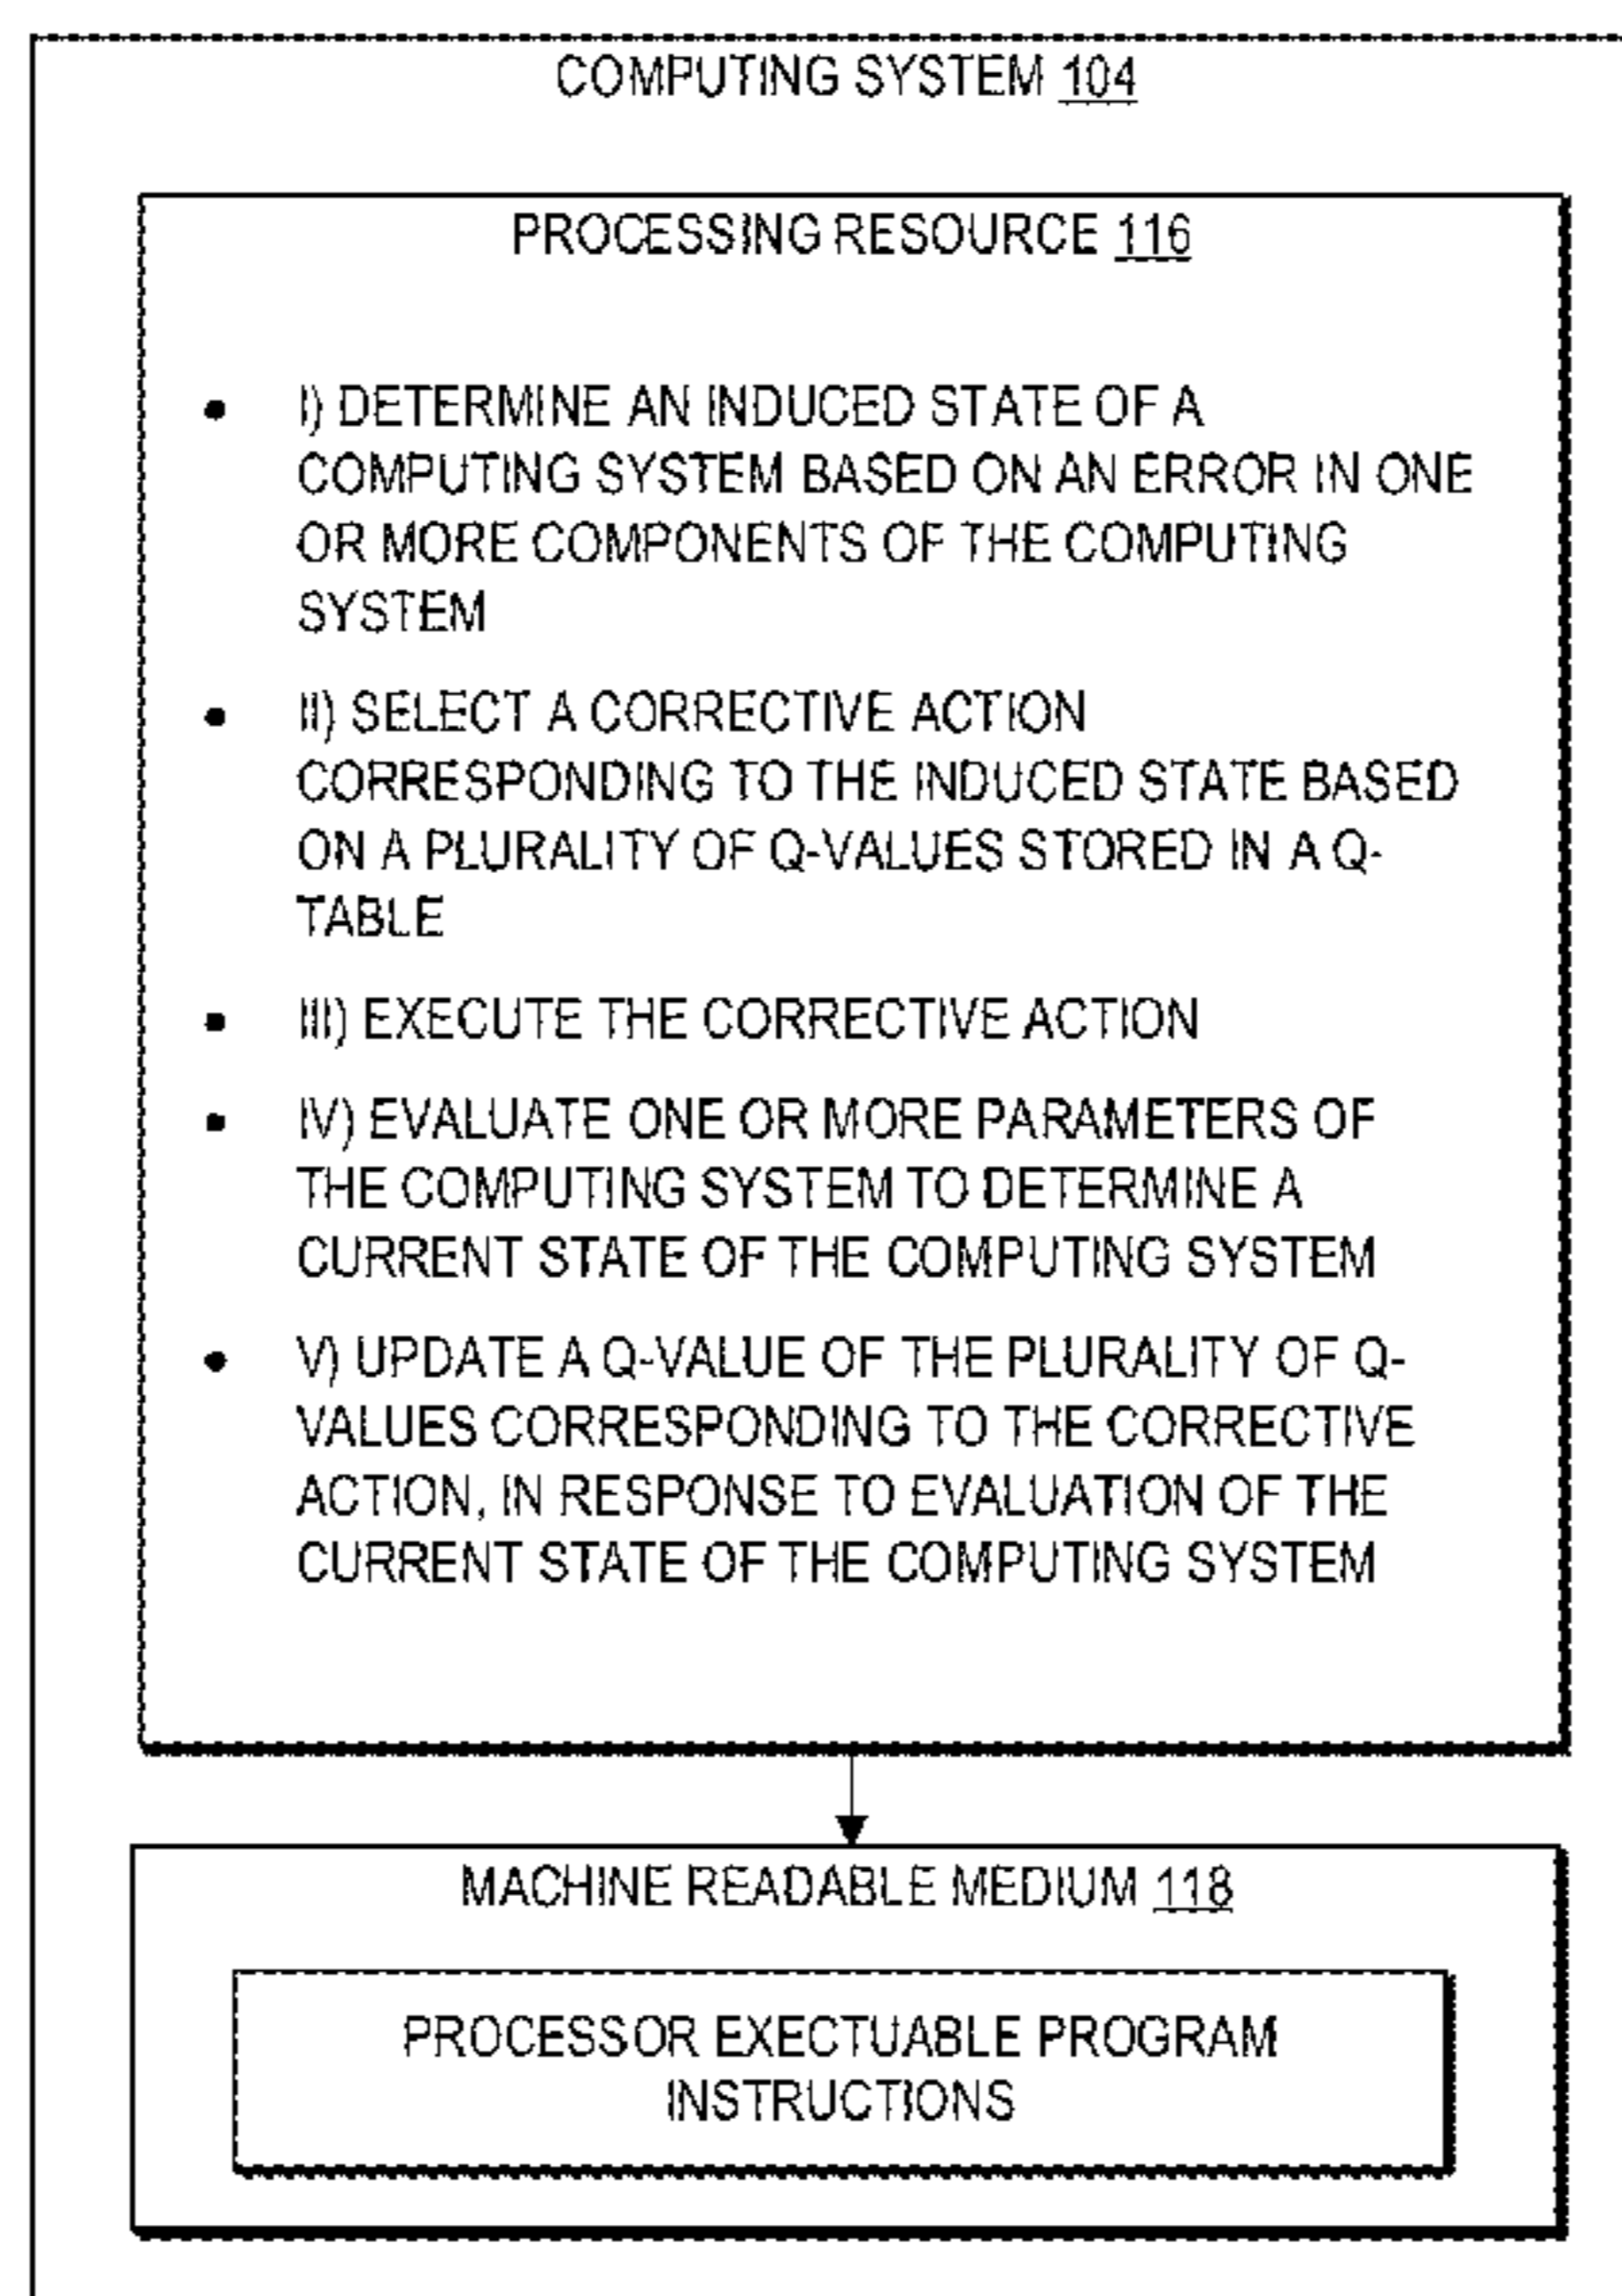 COMPUTING SYSTEM 104
PROCESSING RESOURCE 116
• I) DETERMINE AN INDUCED STATE OF A
COMPUTING SYSTEM BASED ON AN ERROR IN ONE
OR MORE COMPONENTS OF THE COMPUTING
SYSTEM
• II) SELECT A CORRECTIVE ACTION
CORRESPONDING TO THE INDUCED STATE BASED
ON A PLURALITY OF Q-VALUES STORED IN A Q-
TABLE
• III) EXECUTE THE CORRECTIVE ACTION
• IV) EVALUATE ONE OR MORE PARAMETERS OF
THE COMPUTING SYSTEM TO DETERMINE A
CURRENT STATE OF THE COMPUTING SYSTEM
• V) UPDATE A Q-VALUE OF THE PLURALITY OF Q-
VALUES CORRESPONDING TO THE CORRECTIVE
ACTION, IN RESPONSE TO EVALUATION OF THE
CURRENT STATE OF THE COMPUTING SYSTEM
MACHINE READABLE MEDIUM 118
PROCESSOR EXECTUABLE PROGRAM
INSTRUCTIONS